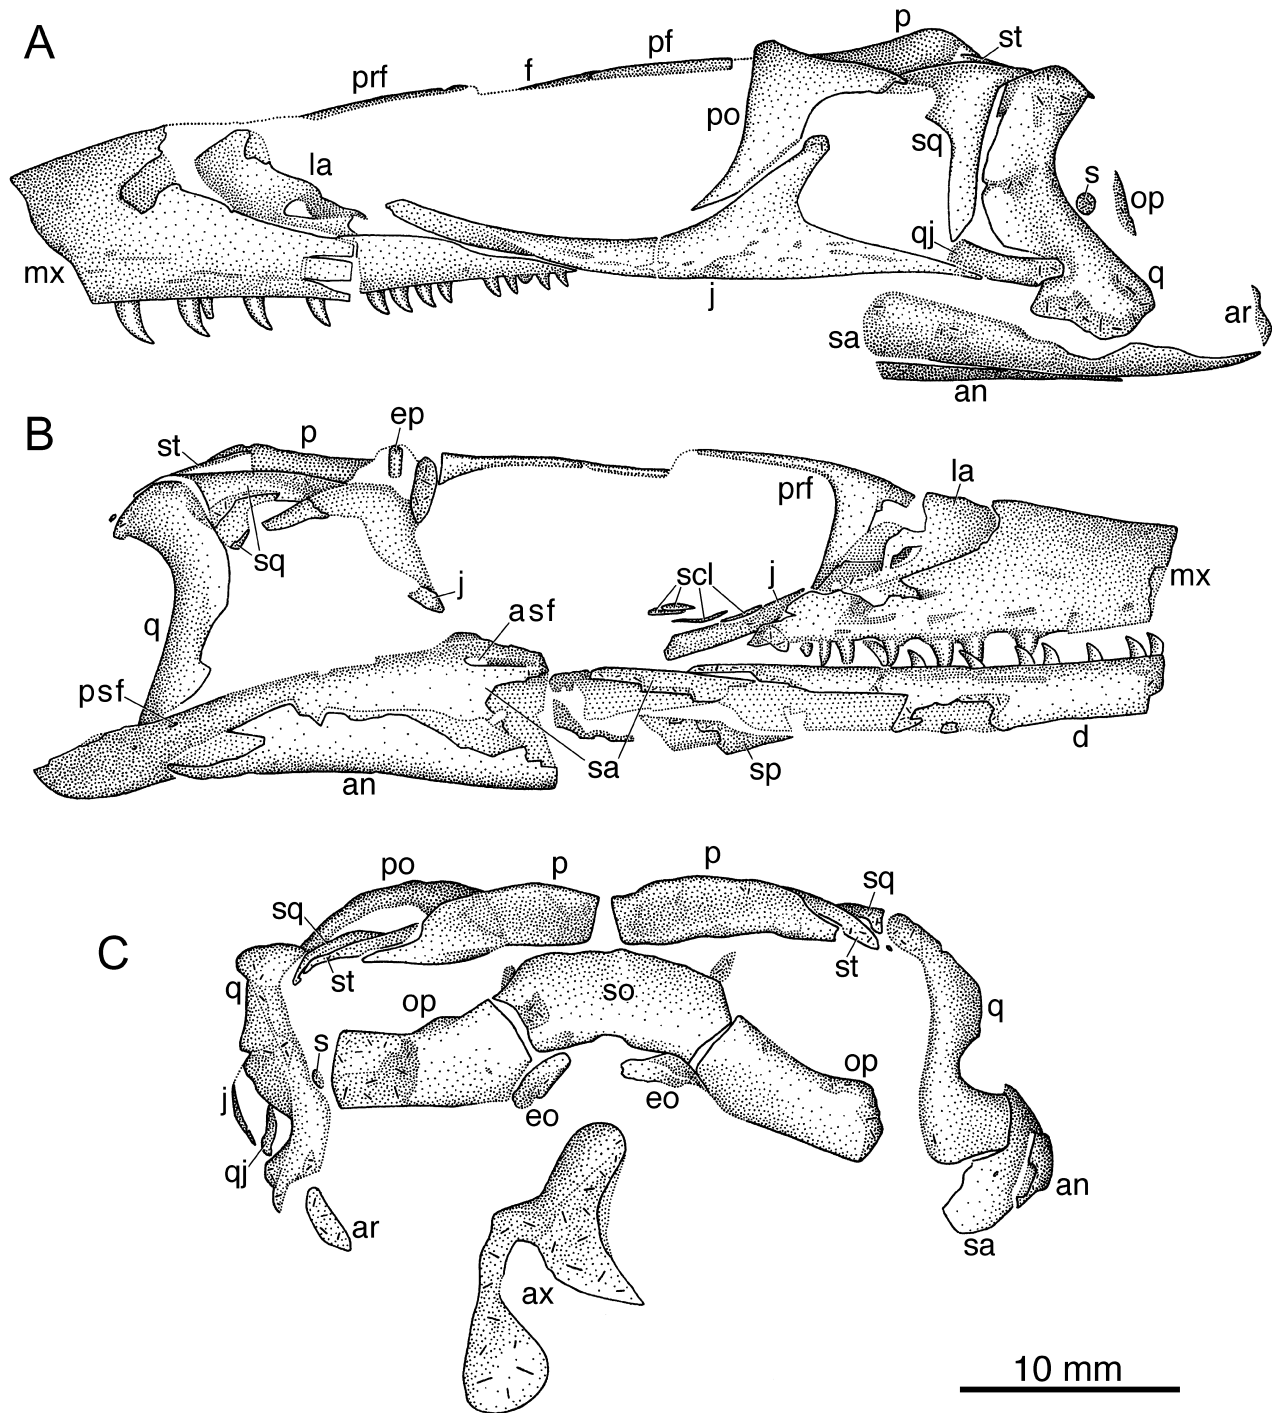 A
p
st
pf
f
prf
po
sq
la
s
op
qj
mx
j
q
ar
sa
an
B
ep
st
p
la
prf
sq
scl
j
j
mx
asf
q
psf
sa
sp
d
an
C
po
p
p
sq
sq
st
st
q
op
so
q
s
op
j
eo
eo
qj
an
ar
sa
ax
10 mm